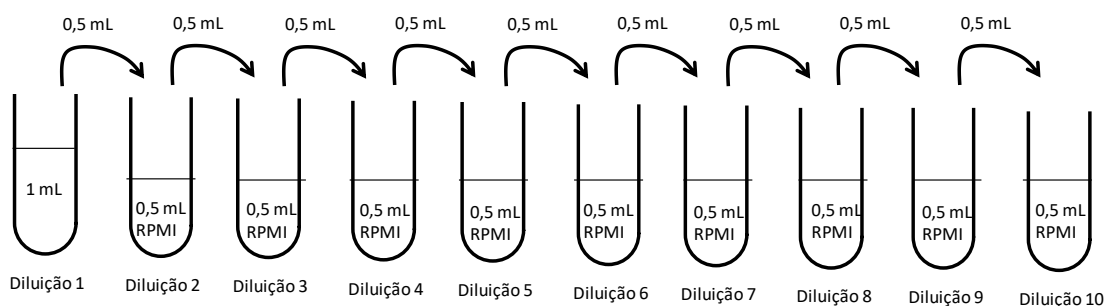 0,5 mL
0,5 mL
0,5 mL
0,5 mL
0,5 mL
0,5 mL
0,5 mL
0,5 mL
0,5 mL
1 mL
0,5 mL
RPMI
0,5 mL
RPMI
0,5 mL
RPMI
0,5 mL
RPMI
0,5 mL
RPMI
0,5 mL
RPMI
0,5 mL
RPMI
0,5 mL
RPMI
0,5 mL
RPMI
Diluição 1
Diluição 2
Diluição 3
Diluição 4
Diluição 5
Diluição 6
Diluição 7
Diluição 8
Diluição 9
Diluição 10